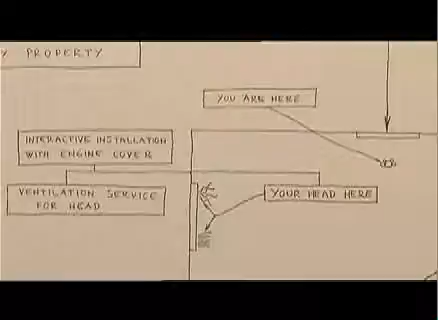 Y PROPERTY
YOU ARE HERE
INTERACTIVE INSTALLATION
WITH ENGINE COVER
VENTILATION SERVICE
FOR HEAD
YOUR HEAD HERE